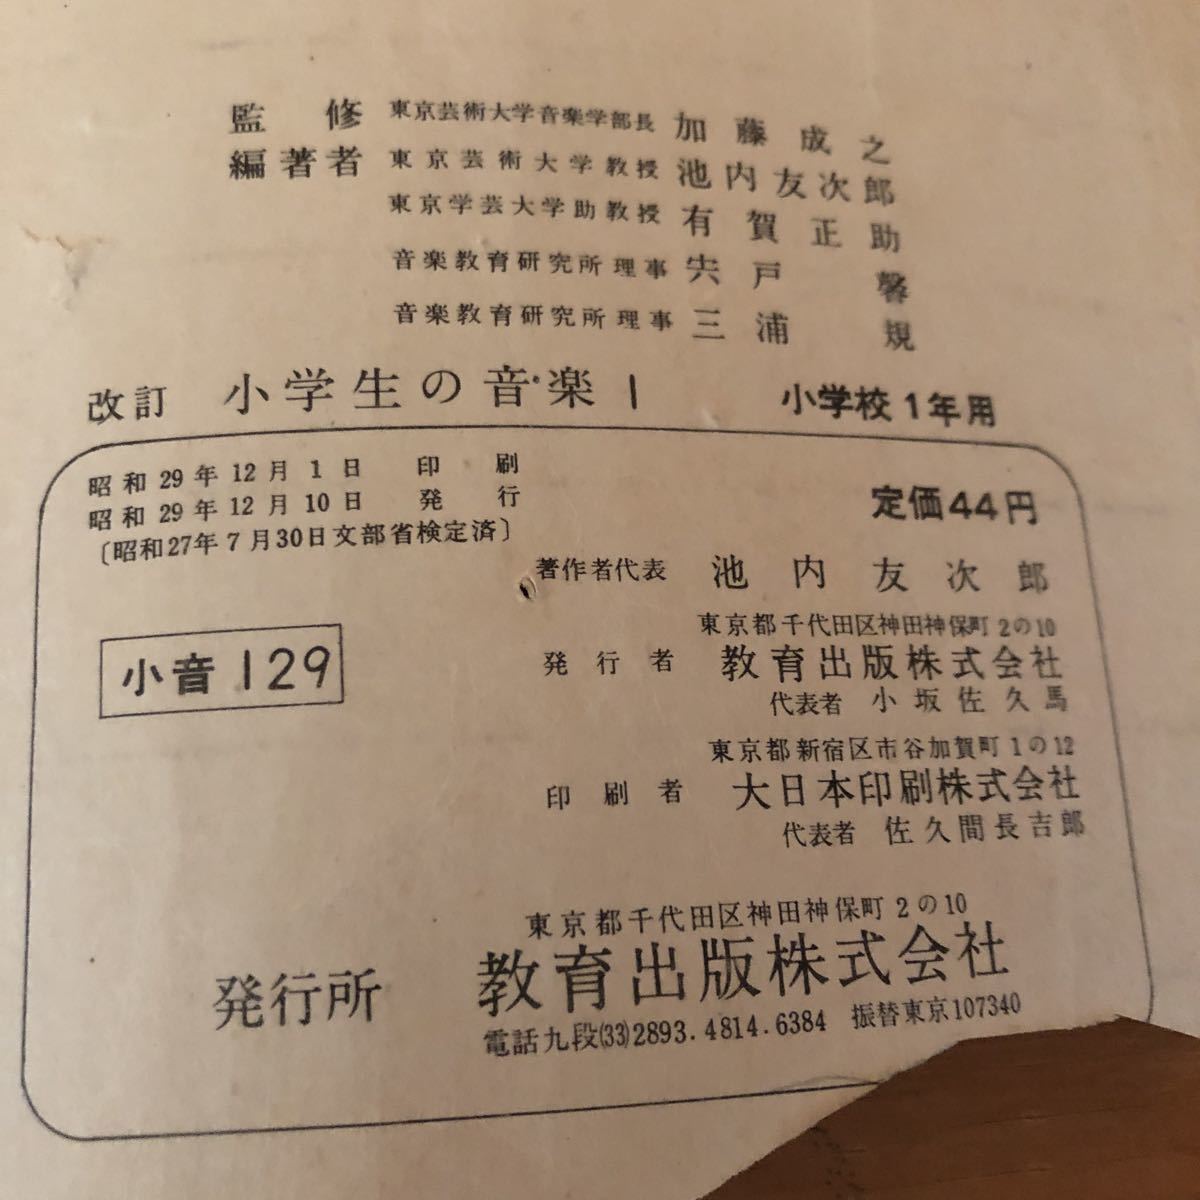 監修 東京芸術大学音楽学部長 加藤成之
編著者 東京芸術大学教授 池内友次郎
東京学芸大学助教授 有賀正助
音楽教育研究所理事 宍戸馨
音楽教育研究所理事 三浦規
改訂 小学生の音楽 1 小学校1年用
昭和29年12月1日 印刷
昭和29年12月10日 発行
〔昭和27年7月30日文部省検定済〕
定価44円
著作者代表 池内友次郎
小音129
東京都千代田区神田神保町2の10
発行者 教育出版株式会社
代表者 小坂佐久馬
東京都新宿区市谷加賀町1の12
印刷者 大日本印刷株式会社
代表者 佐久間長吉郎
東京都千代田区神田神保町2の10
発行所 教育出版株式会社
電話九段(33)2893.4814.6384 振替東京107340